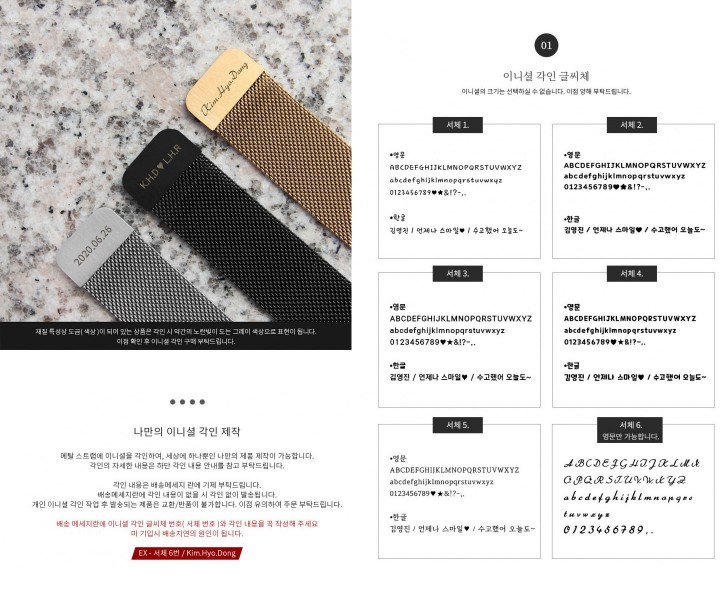 Kim.Hyo.Dong
K.H.D♥L.H.R
2020.06.26
재질 특성상 도금( 색상 )이 되어 있는 상품은 각인 시 약간의 노란빛이 도는 그레이 색상으로 표현이 됩니다.
이점 확인 후 이니셜 각인 구매 부탁드립니다.
나만의 이니셜 각인 제작
메탈 스트랩에 이니셜을 각인하여, 세상에 하나뿐인 나만의 제품 제작이 가능합니다.
각인의 자세한 내용은 하단 각인 내용 안내를 참고 부탁드립니다.
각인 내용은 배송메세지 란에 기재 부탁드립니다.
배송메세지란에 각인 내용이 없을 시 각인 없이 발송됩니다.
개인 이니셜 각인 작업 후 발송되는 제품은 교환/반품이 불가합니다. 이점 유의하여 주문 부탁드립니다.
배송 메세지란에 이니셜 각인 글씨체 번호( 서체 번호 )와 각인 내용을 꼭 작성해 주세요
미 기입시 배송지연의 원인이 됩니다.
EX - 서체 6번 / Kim.Hyo.Dong
01
이니셜 각인 글씨체
이니셜의 크기는 선택하실 수 없습니다. 이점 양해 부탁드립니다.
서체 1.
•영문
ABCDEFGHIJKLMNOPQRSTUVWXYZ
abcdefghijklmnopqrstuvwxyz
0123456789♥★&!?-,.
•한글
김영진 / 언제나 스마일♥ / 수고했어 오늘도~
서체 2.
•영문
ABCDEFGHIJKLMNOPQRSTUVWXYZ
abcdefghijklmnopqrstuvwxyz
0123456789♥★&!?-,.
•한글
김영진 / 언제나 스마일♥ / 수고했어 오늘도~
서체 3.
•영문
ABCDEFGHIJKLMNOPQRSTUVWXYZ
abcdefghijklmnopqrstuvwxyz
0123456789♥★&!?-,.
•한글
김영진 / 언제나 스마일♥ / 수고했어 오늘도~
서체 4.
•영문
ABCDEFGHIJKLMNOPQRSTUVWXYZ
abcdefghijklmnopqrstuvwxyz
0123456789♥★&!?-,.
•한글
김영진 / 언제나 스마일♥ / 수고했어 오늘도~
서체 5.
•영문
ABCDEFGHIJKLMNOPQRSTUVWXYZ
abcdefghijklmnopqrstuvwxyz
0123456789♥★&!?-,.
•한글
김영진 / 언제나 스마일♥ / 수고했어 오늘도~
서체 6.
영문만 가능합니다.
ABCDEFGHIJKLMN
OPQRSTUVWXYZ
abcdefghijklmnopqrs
tuvwxyz
0123456789,.